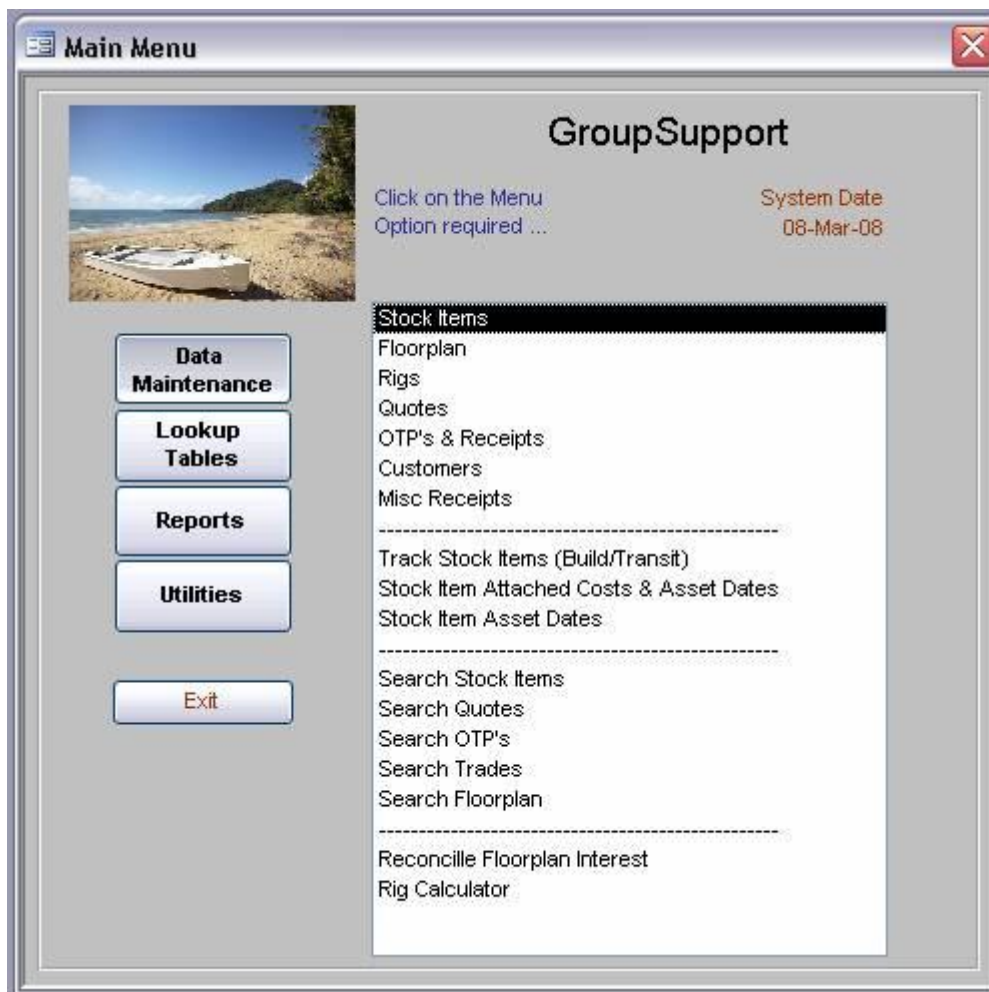 Main Menu
GroupSupport
Click on the Menu
Option required ...
System Date
08-Mar-08
Data
Maintenance
Lookup
Tables
Reports
Utilities
Exit
Stock Items
Floorplan
Rigs
Quotes
OTP's & Receipts
Customers
Misc Receipts
--------------------------------------------------
Track Stock Items (Build/Transit)
Stock Item Attached Costs & Asset Dates
Stock Item Asset Dates
--------------------------------------------------
Search Stock Items
Search Quotes
Search OTP's
Search Trades
Search Floorplan
--------------------------------------------------
Reconcille Floorplan Interest
Rig Calculator